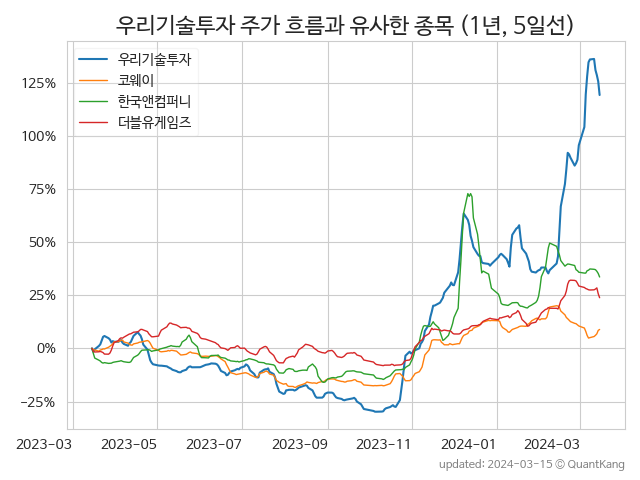 우리기술투자 주가 흐름과 유사한 종목 (1년, 5일선)
우리기술투자
코웨이
한국앤컴퍼니
더블유게임즈
125%
100%
75%
50%
25%
0%
−25%
2023-03 2023-05 2023-07 2023-09 2023-11 2024-01 2024-03
updated: 2024-03-15 © QuantKang